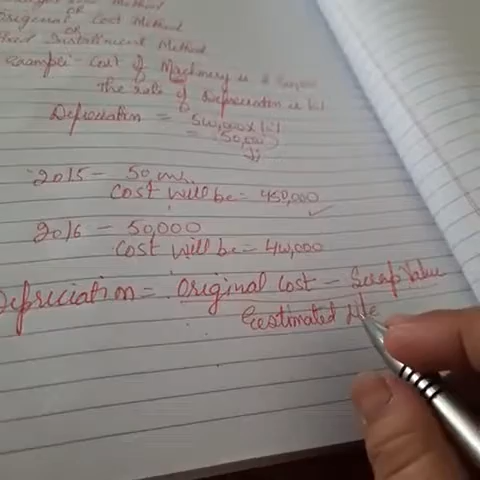 OR
Original Cost Method
OR
Installment Method
example:- Cost of Machinery is
The rate of Depreciation is
Depreciation = 500,000 x
= 50,000
2015 - 50
Cost will be = 450,000
2016 - 50,000
Cost will be = 400,000
Depreciation = Original Cost - Scrap Value
Eestimated Life